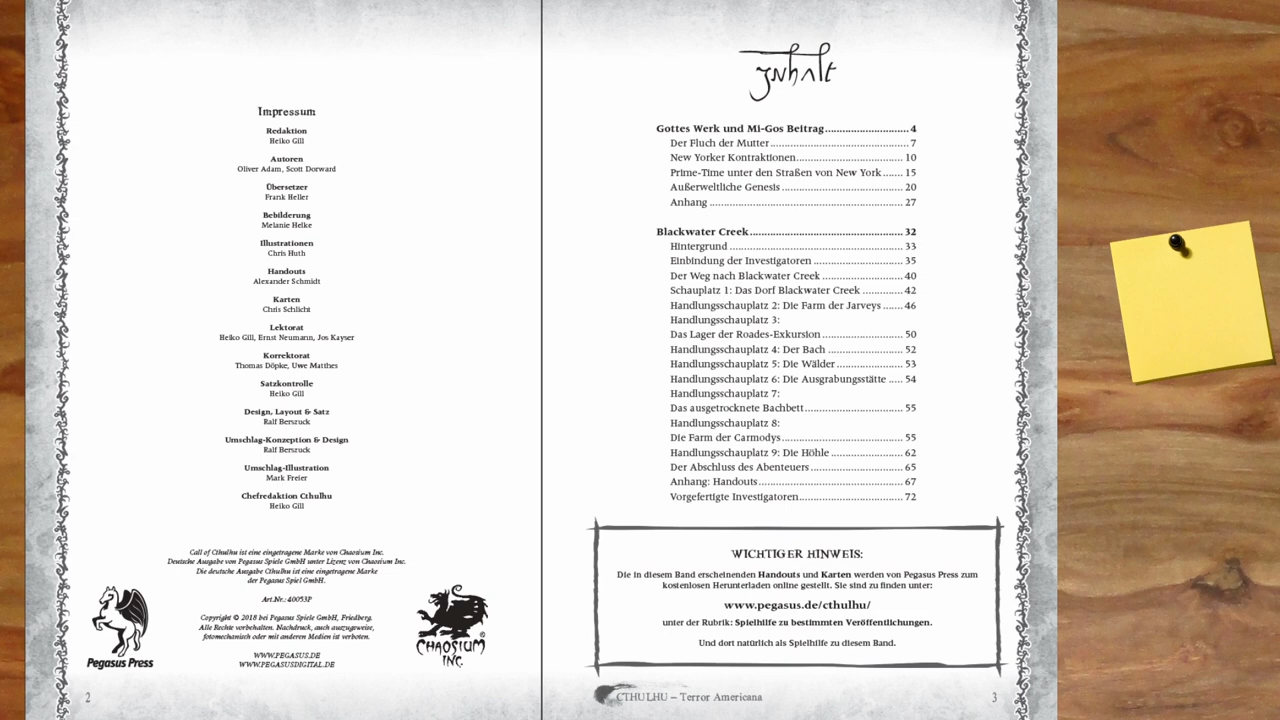 Impressum
Redaktion
Heiko Gill
Autoren
Oliver Adam, Scott Dorward
Übersetzer
Frank Heller
Bebilderung
Melanie Helke
Illustrationen
Chris Huth
Handouts
Alexander Schmidt
Karten
Chris Schlicht
Lektorat
Heiko Gill, Ernst Neumann, Jos Kayser
Korrektorat
Thomas Döpke, Uwe Matthes
Satzkontrolle
Heiko Gill
Design, Layout & Satz
Ralf Berszuck
Umschlag-Konzeption & Design
Ralf Berszuck
Umschlag-Illustration
Mark Freier
Chefredaktion Cthulhu
Heiko Gill
Call of Cthulhu ist eine eingetragene Marke von Chaosium Inc.
Deutsche Ausgabe von Pegasus Spiele GmbH unter Lizenz von Chaosium Inc.
Die deutsche Ausgabe Cthulhu ist eine eingetragene Marke
der Pegasus Spiel GmbH.
Art.Nr.: 40053P
Copyright © 2018 bei Pegasus Spiele GmbH, Friedberg.
Alle Rechte vorbehalten. Nachdruck, auch auszugsweise,
fotomechanisch oder mit anderen Medien ist verboten.
WWW.PEGASUS.DE
WWW.PEGASUSDIGITAL.DE
Pegasus Press
CHAOSIUM®
INC.
2
Inhalt
Gottes Werk und Mi-Gos Beitrag.............................. 4
Der Fluch der Mutter.......................................... 7
New Yorker Kontraktionen................................ 10
Prime-Time unter den Straßen von New York ...... 15
Außerweltliche Genesis .................................... 20
Anhang .......................................................... 27
Blackwater Creek.............................................. 32
Hintergrund .................................................... 33
Einbindung der Investigatoren ........................... 35
Der Weg nach Blackwater Creek ........................ 40
Schauplatz 1: Das Dorf Blackwater Creek ............ 42
Handlungsschauplatz 2: Die Farm der Jarveys ...... 46
Handlungsschauplatz 3:
Das Lager der Roades-Exkursion ........................ 50
Handlungsschauplatz 4: Der Bach ...................... 52
Handlungsschauplatz 5: Die Wälder .................... 53
Handlungsschauplatz 6: Die Ausgrabungsstätte ..... 54
Handlungsschauplatz 7:
Das ausgetrocknete Bachbett............................. 55
Handlungsschauplatz 8:
Die Farm der Carmodys .................................... 55
Handlungsschauplatz 9: Die Höhle ..................... 62
Der Abschluss des Abenteuers ........................... 65
Anhang: Handouts........................................... 67
Vorgefertigte Investigatoren............................... 72
WICHTIGER HINWEIS:
Die in diesem Band erscheinenden Handouts und Karten werden von Pegasus Press zum
kostenlosen Herunterladen online gestellt. Sie sind zu finden unter:
www.pegasus.de/cthulhu/
unter der Rubrik: Spielhilfe zu bestimmten Veröffentlichungen.
Und dort natürlich als Spielhilfe zu diesem Band.
CTHULHU – Terror Americana
3